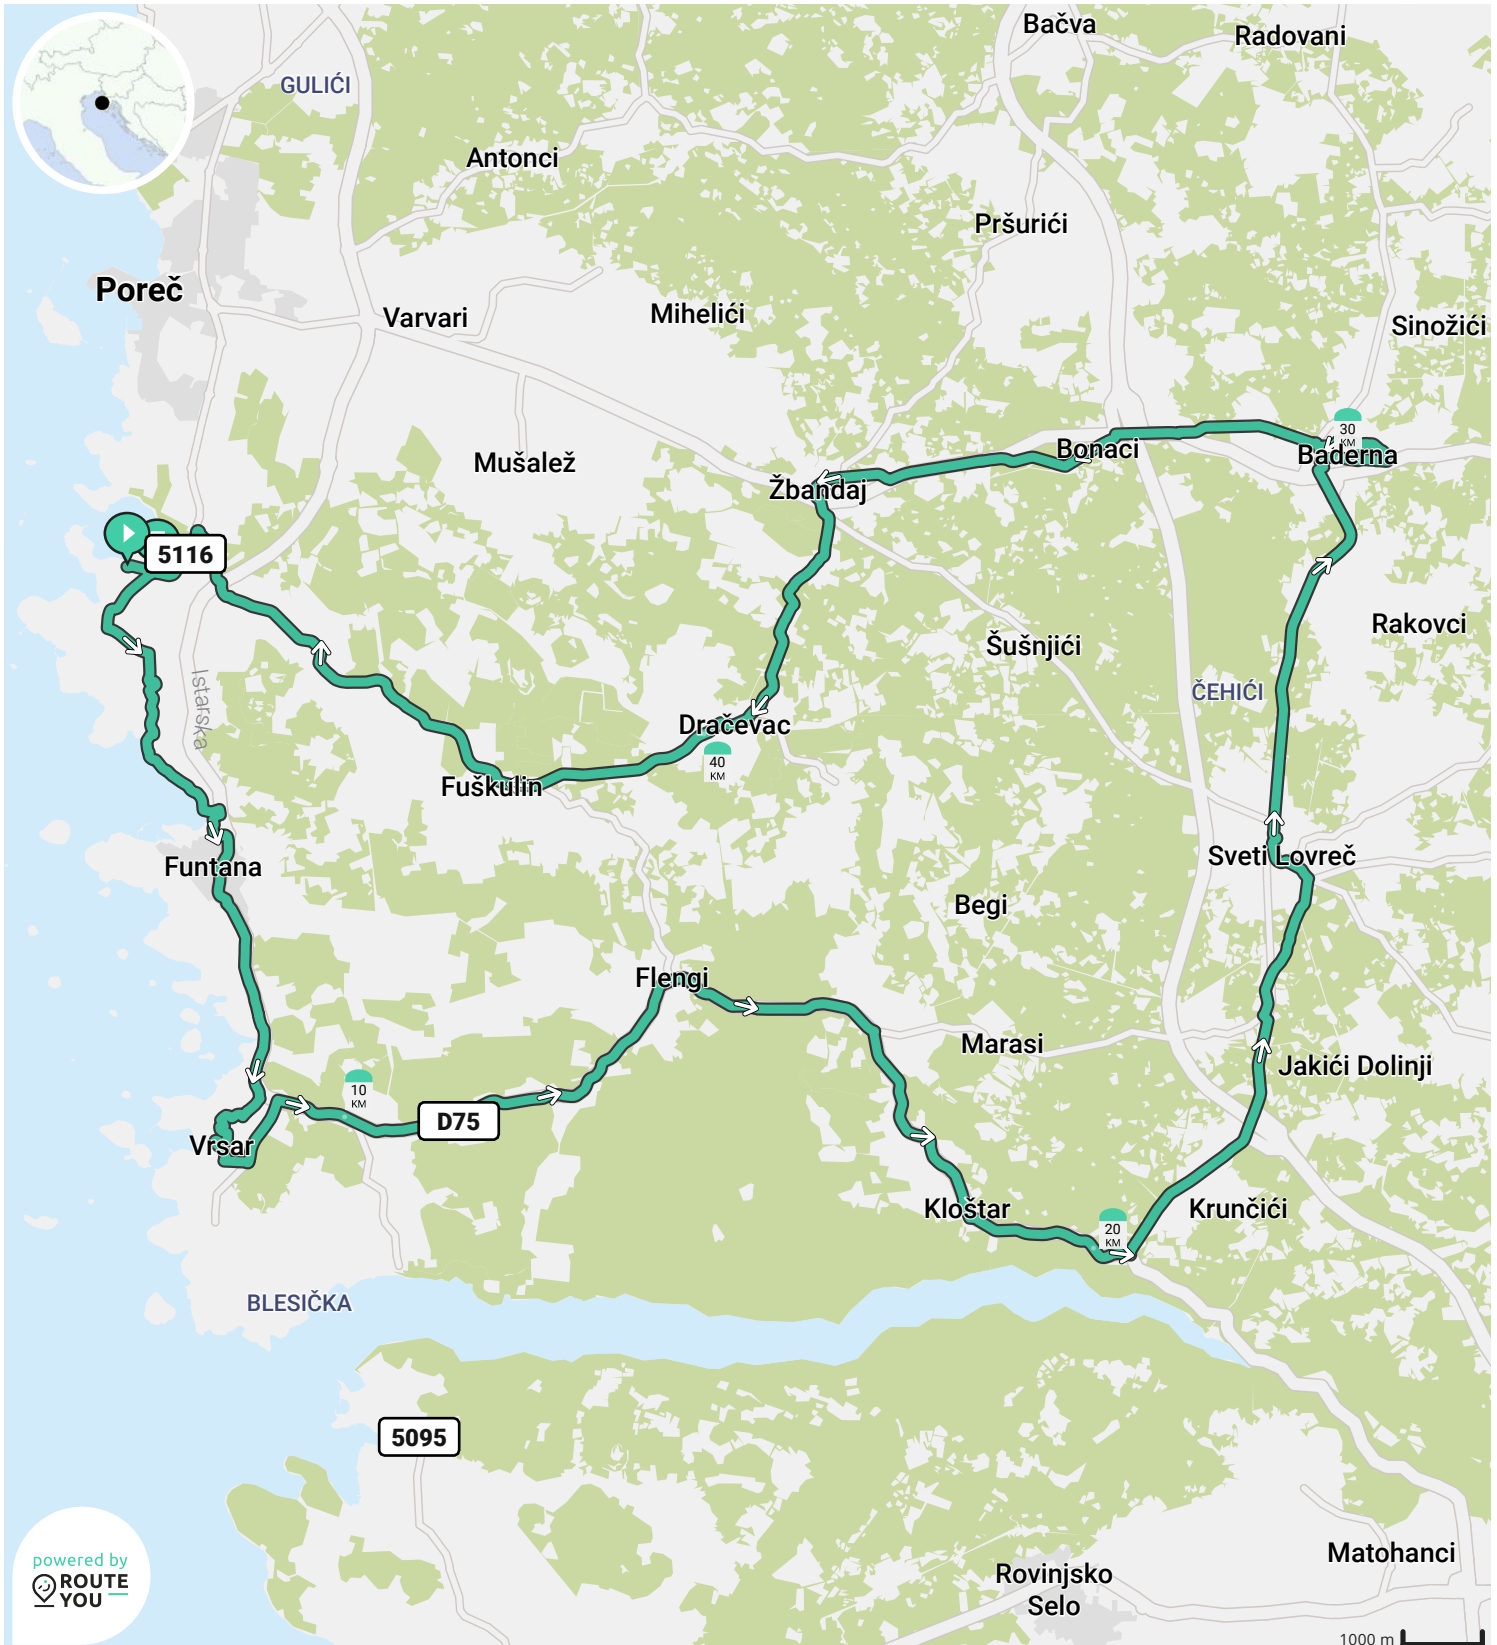 Bačva
Radovani
GULIĆI
Antonci
Pršurići
Poreč
Varvari
Mihelići
Sinožići
30
KM
Bonaci
Baderna
Mušalež
Žbandaj
5116
Rakovci
Šušnjići
ČEHIĆI
Istarska
Dračevac
40
KM
Fuškulin
Funtana
Sveti Lovreč
Begi
Flengi
Marasi
Jakići Dolinji
10
KM
D75
Vrsar
Kloštar
Krunčići
20
KM
BLESIČKA
5095
Matohanci
Rovinjsko
Selo
powered by
ROUTE
YOU
1000 m